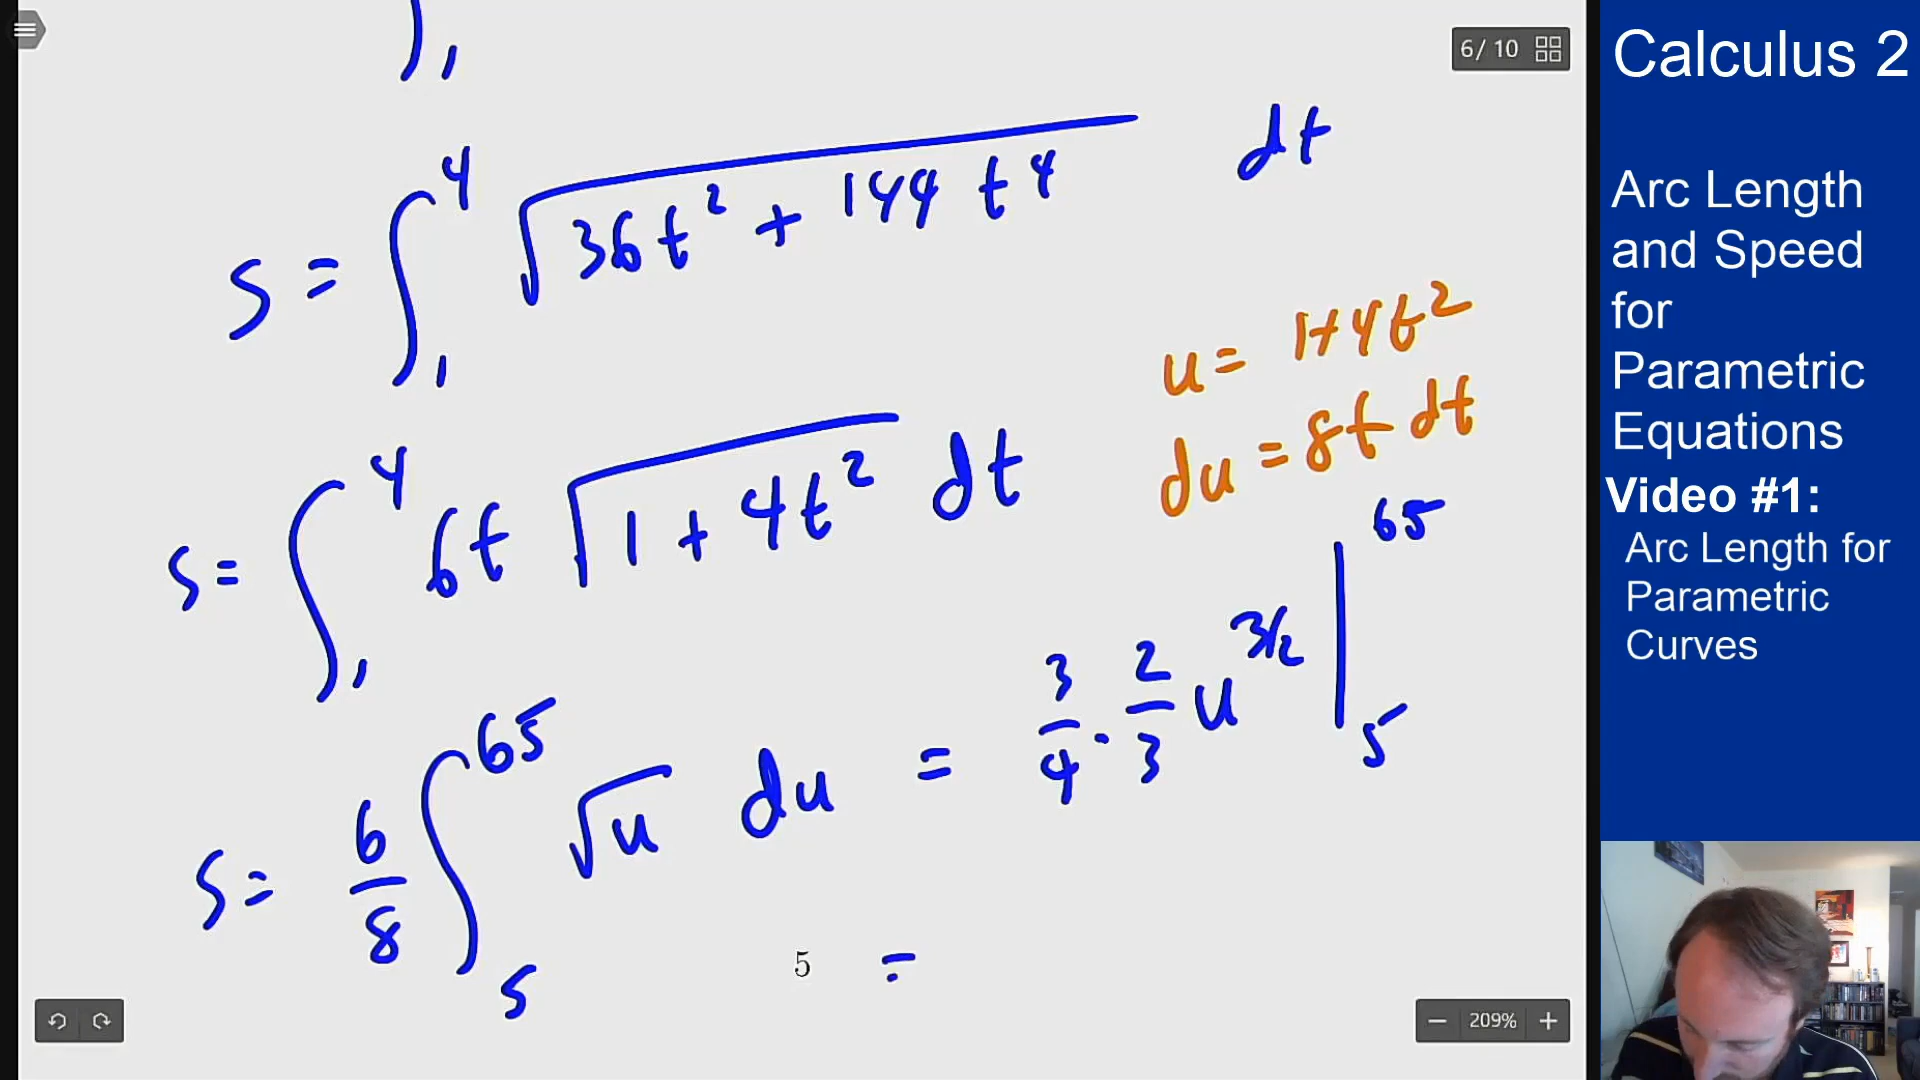 1
6 / 10
s = ∫₁⁴ √(36t² + 144t⁴) dt
u = 1+4t²
du = 8t dt
s = ∫₁⁴ 6t √(1 + 4t²) dt
s = 6/8 ∫₅⁶⁵ √u du = 3/4 · 2/3 u^3/2 |₅⁶⁵
=
5
209%
Calculus 2
Arc Length
and Speed
for
Parametric
Equations
Video #1:
Arc Length for
Parametric
Curves